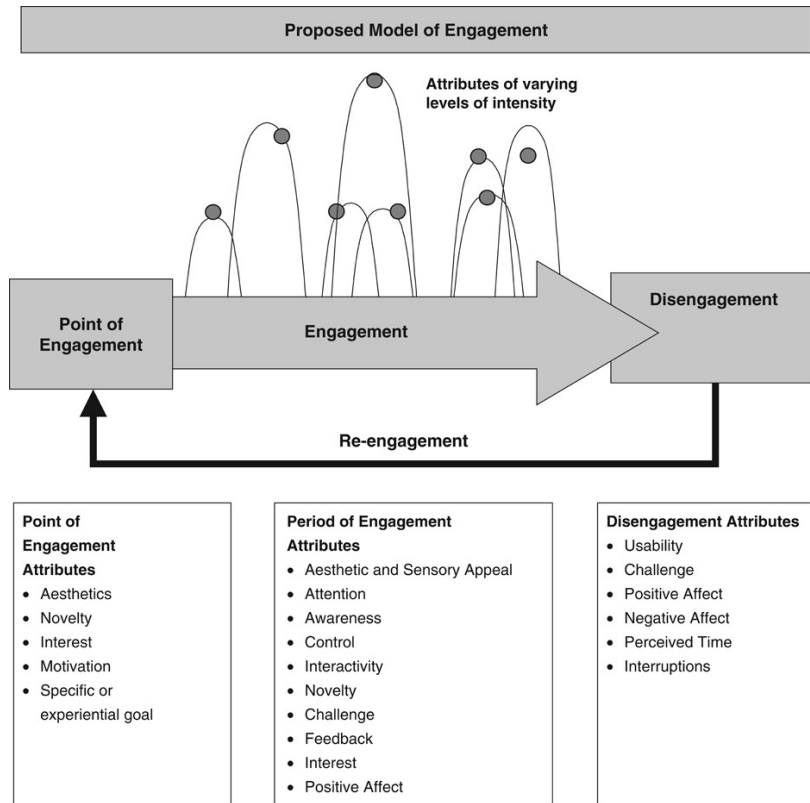 Proposed Model of Engagement
Attributes of varying
levels of intensity
Point of
Engagement
Engagement
Disengagement
Re-engagement
Point of
Engagement
Attributes
• Aesthetics
• Novelty
• Interest
• Motivation
• Specific or
experiential goal
Period of Engagement
Attributes
• Aesthetic and Sensory Appeal
• Attention
• Awareness
• Control
• Interactivity
• Novelty
• Challenge
• Feedback
• Interest
• Positive Affect
Disengagement Attributes
• Usability
• Challenge
• Positive Affect
• Negative Affect
• Perceived Time
• Interruptions